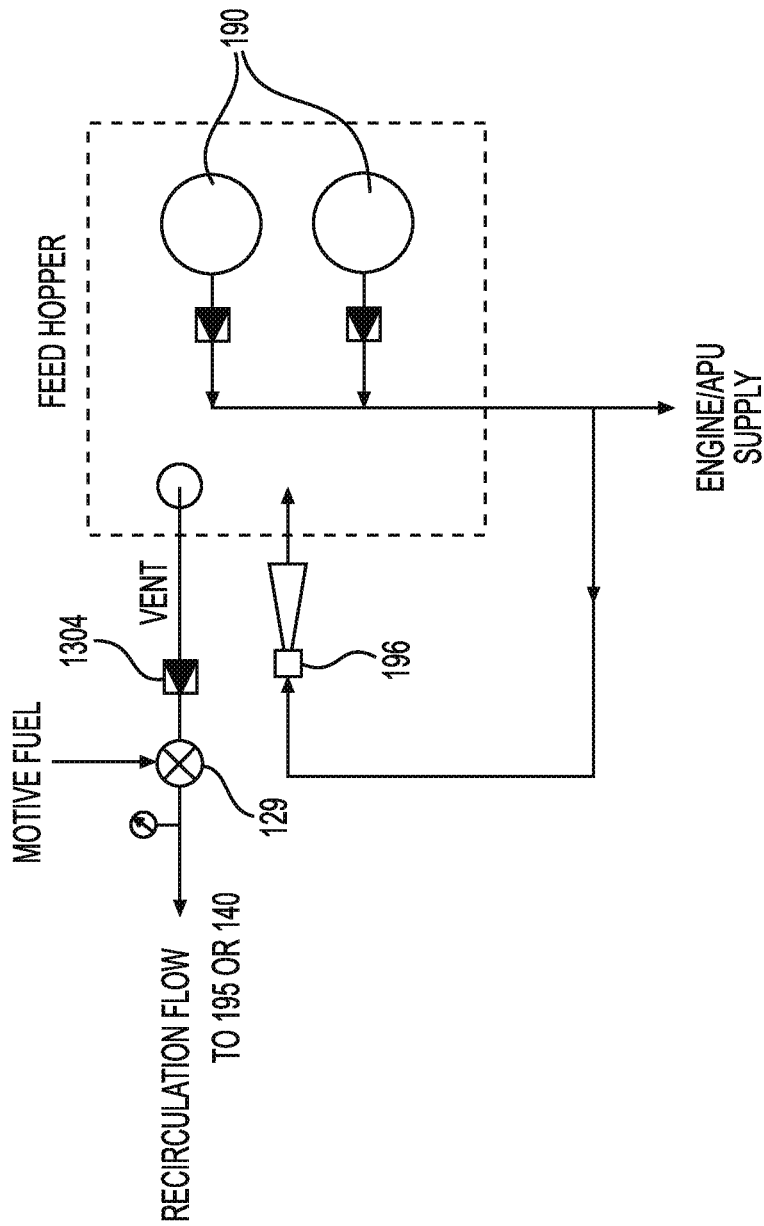 RECIRCULATION FLOW
TO 195 OR 140
MOTIVE FUEL
129
1304
VENT
196
FEED HOPPER
190
ENGINE/APU
SUPPLY